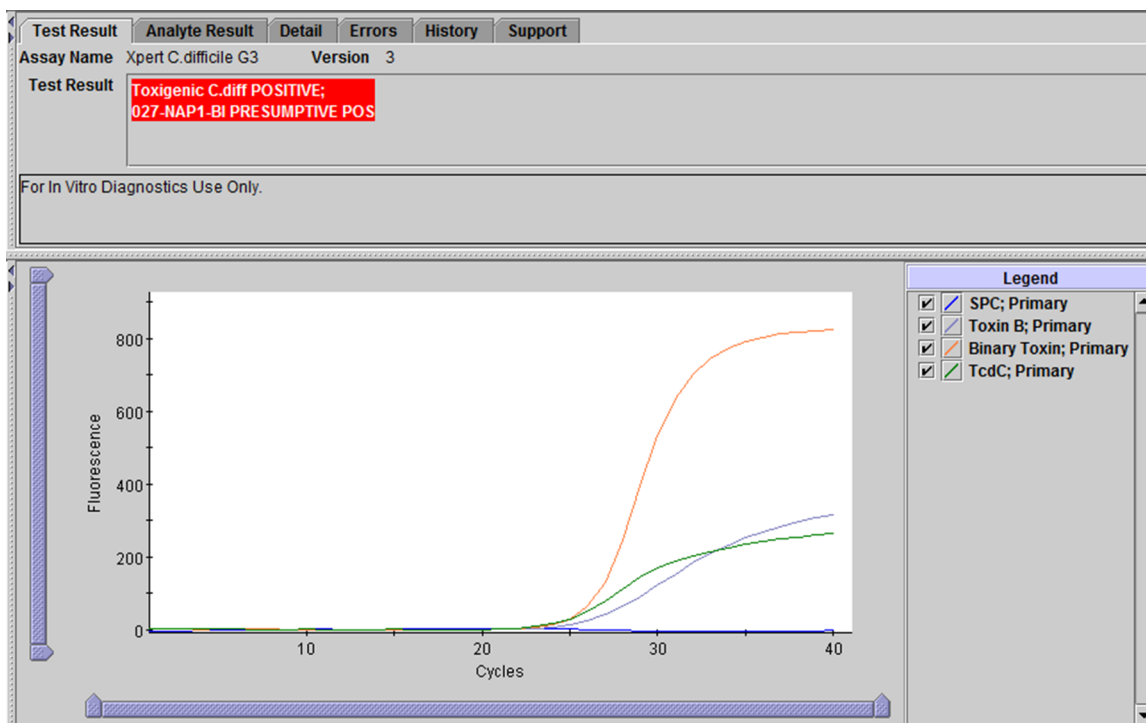 Test Result Analyte Result Detail Errors History Support
Assay Name Xpert C.difficile G3 Version 3
Test Result Toxigenic C.diff POSITIVE;
027-NAP1-BI PRESUMPTIVE POS
For In Vitro Diagnostics Use Only.
Legend
SPC; Primary
Toxin B; Primary
Binary Toxin; Primary
TcdC; Primary
Fluorescence
800
600
400
200
0
10 20 30 40
Cycles